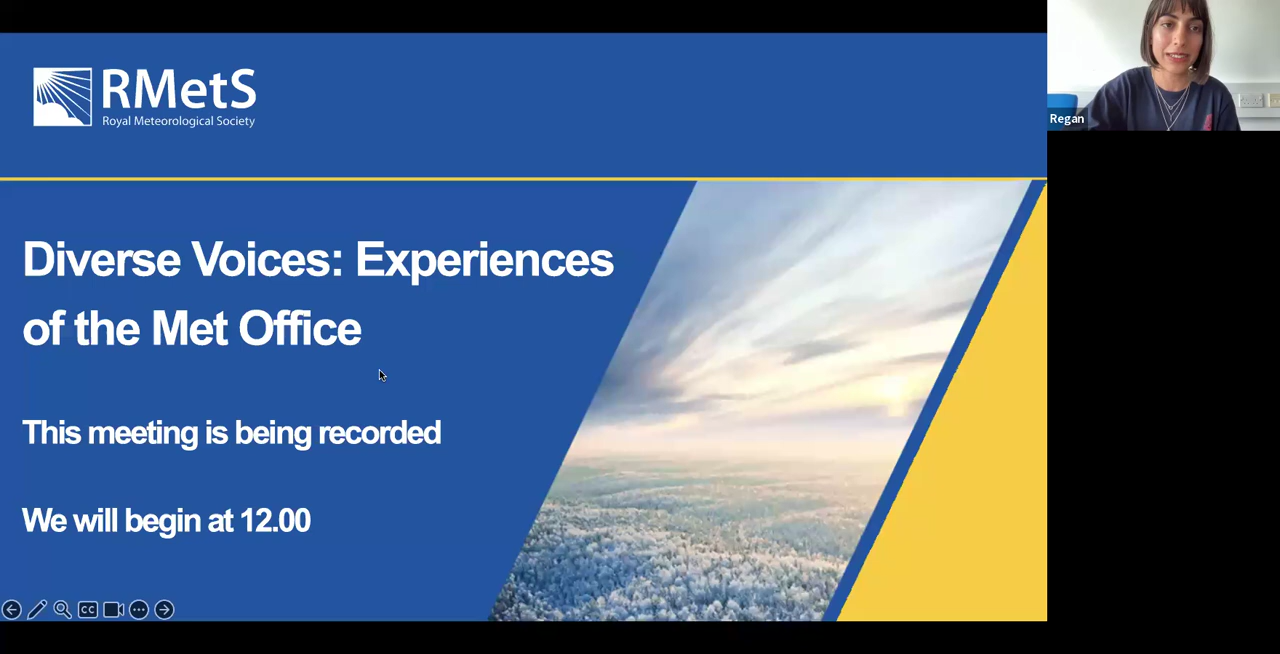 RMetS
Royal Meteorological Society
Regan
Diverse Voices: Experiences
of the Met Office
This meeting is being recorded
We will begin at 12.00
CC